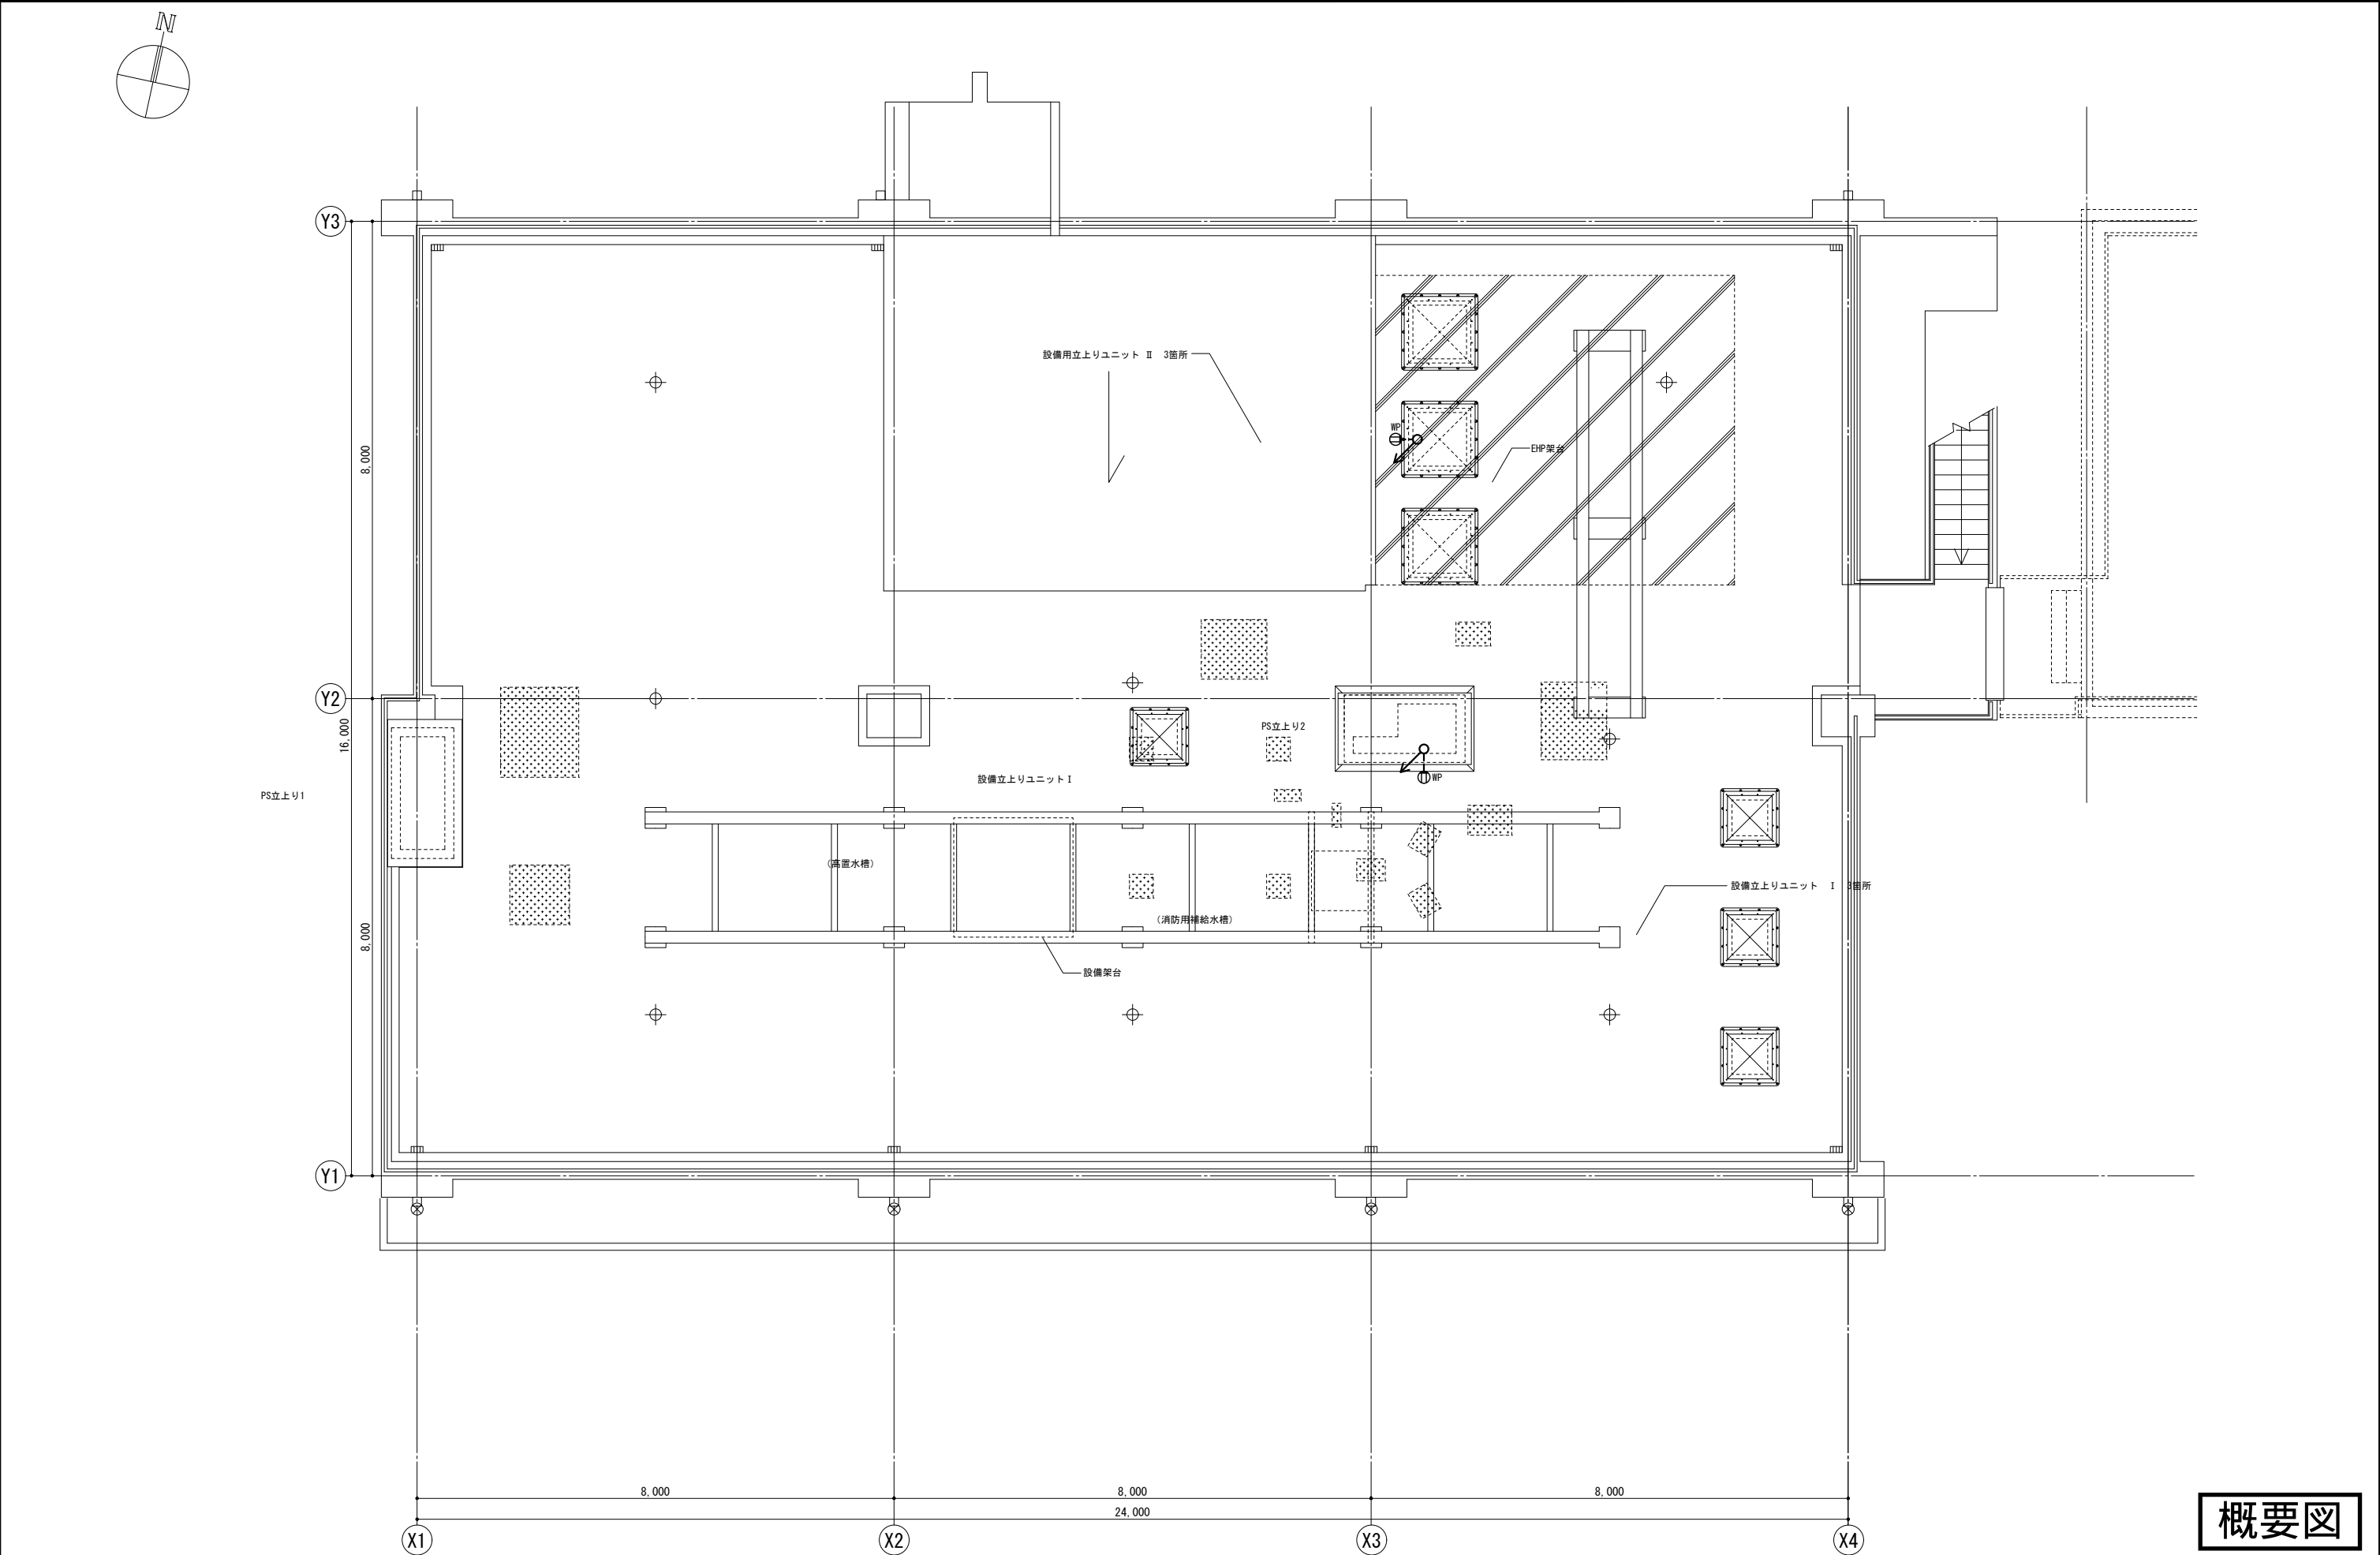 N
Y3
設備用立上りユニット Ⅱ 3箇所
WP
EHP架台
8,000
Y2
16,000
PS立上り2
設備立上りユニットⅠ
WP
PS立上り1
(高置水槽)
設備立上りユニット Ⅰ 3箇所
(消防用補給水槽)
8,000
設備架台
Y1
8,000
8,000
8,000
24,000
X1
X2
X3
X4
概要図